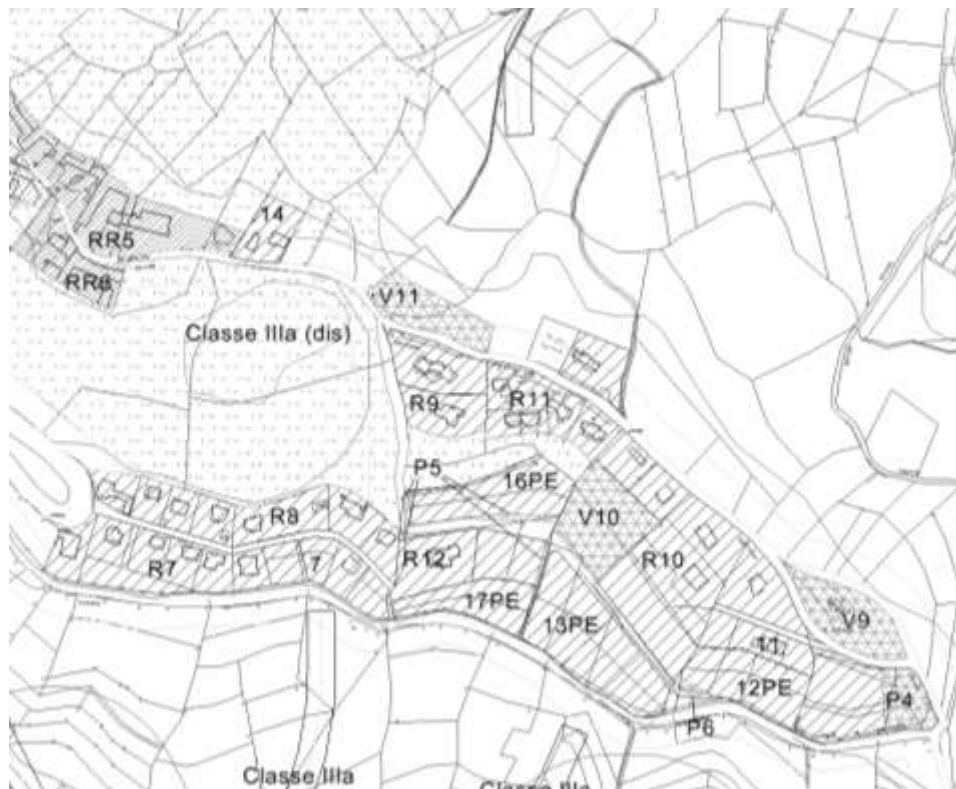 14
RR5
RR6
V11
Classe IIIa (dis)
R9
R11
P5
16PE
R8
V10
R12
R10
R7
7
17PE
13PE
V9
11
12PE
P4
P6
Classe IIIa
Classe IIIa